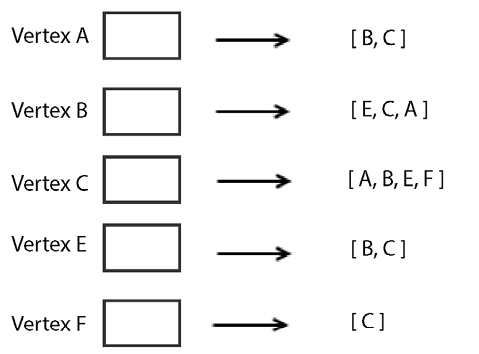 Vertex A [ B, C ]
Vertex B [ E, C, A ]
Vertex C [ A, B, E, F ]
Vertex E [ B, C ]
Vertex F [ C ]